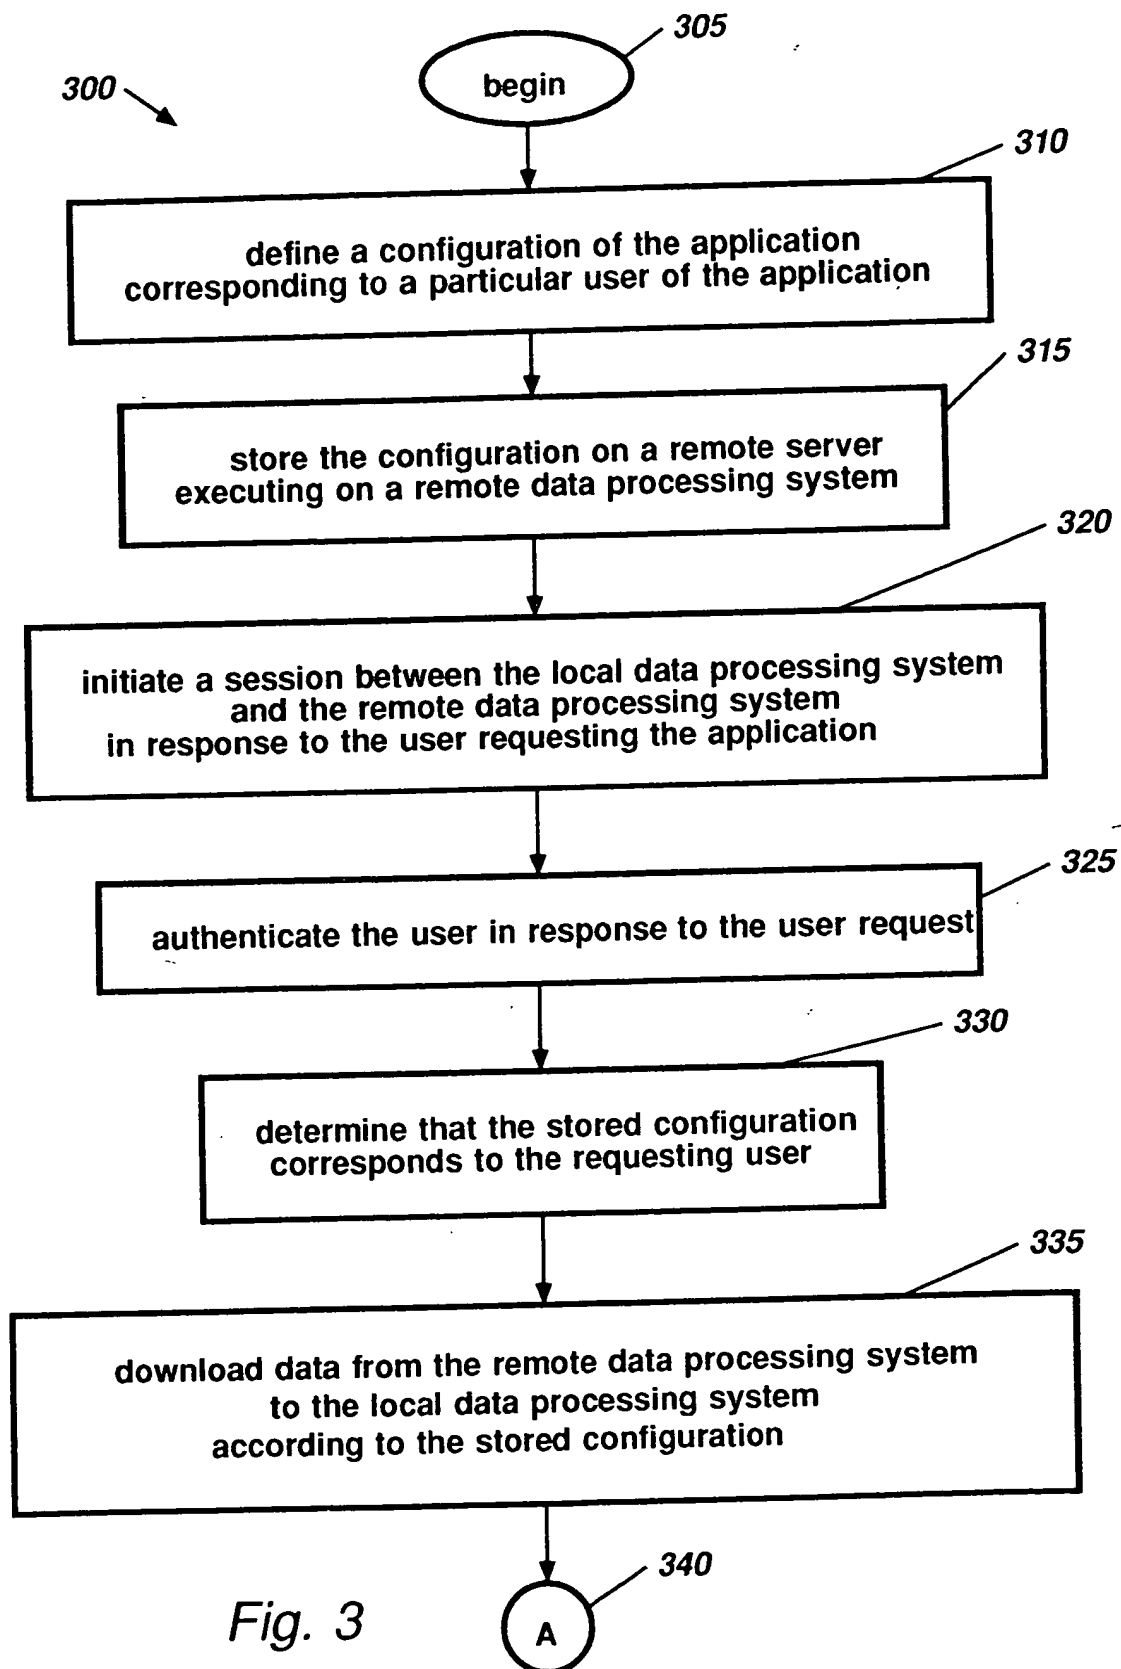 305
begin
300
310
define a configuration of the application
corresponding to a particular user of the application
315
store the configuration on a remote server
executing on a remote data processing system
320
initiate a session between the local data processing system
and the remote data processing system
in response to the user requesting the application
325
authenticate the user in response to the user request
330
determine that the stored configuration
corresponds to the requesting user
335
download data from the remote data processing system
to the local data processing system
according to the stored configuration
340
A
Fig. 3